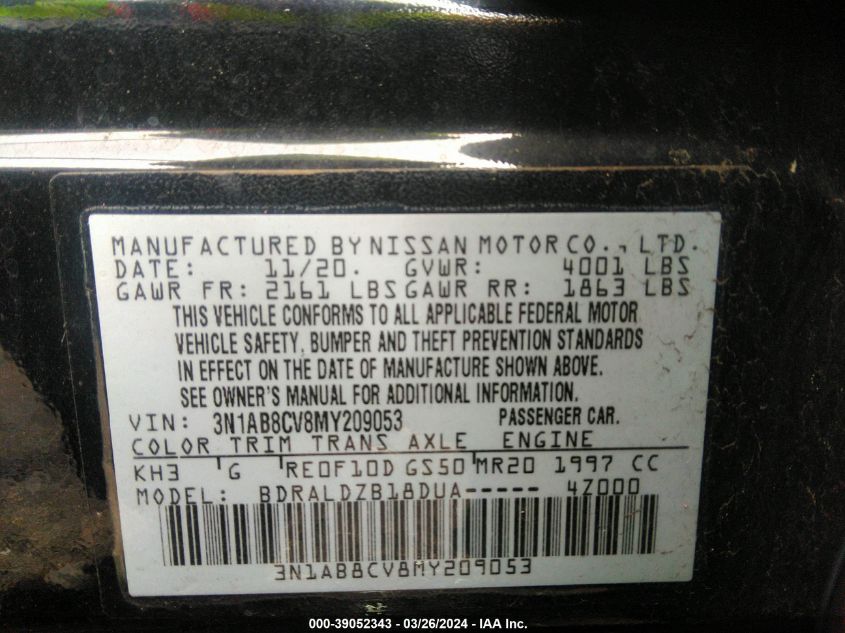 MANUFACTURED BY NISSAN MOTOR CO., LTD.
DATE: 11/20. GVWR: 4001 LBS
GAWR FR: 2161 LBS GAWR RR: 1863 LBS
THIS VEHICLE CONFORMS TO ALL APPLICABLE FEDERAL MOTOR
VEHICLE SAFETY, BUMPER AND THEFT PREVENTION STANDARDS
IN EFFECT ON THE DATE OF MANUFACTURE SHOWN ABOVE.
SEE OWNER'S MANUAL FOR ADDITIONAL INFORMATION.
VIN: 3N1AB8CV8MY209053 PASSENGER CAR.
COLOR TRIM TRANS AXLE ENGINE
KH3 G RE0F10D GS50 MR20 1997 CC
MODEL: BDRALDZB18DUA----- 4Z000
3N1AB8CV8MY209053
000-39052343 - 03/26/2024 - IAA Inc.